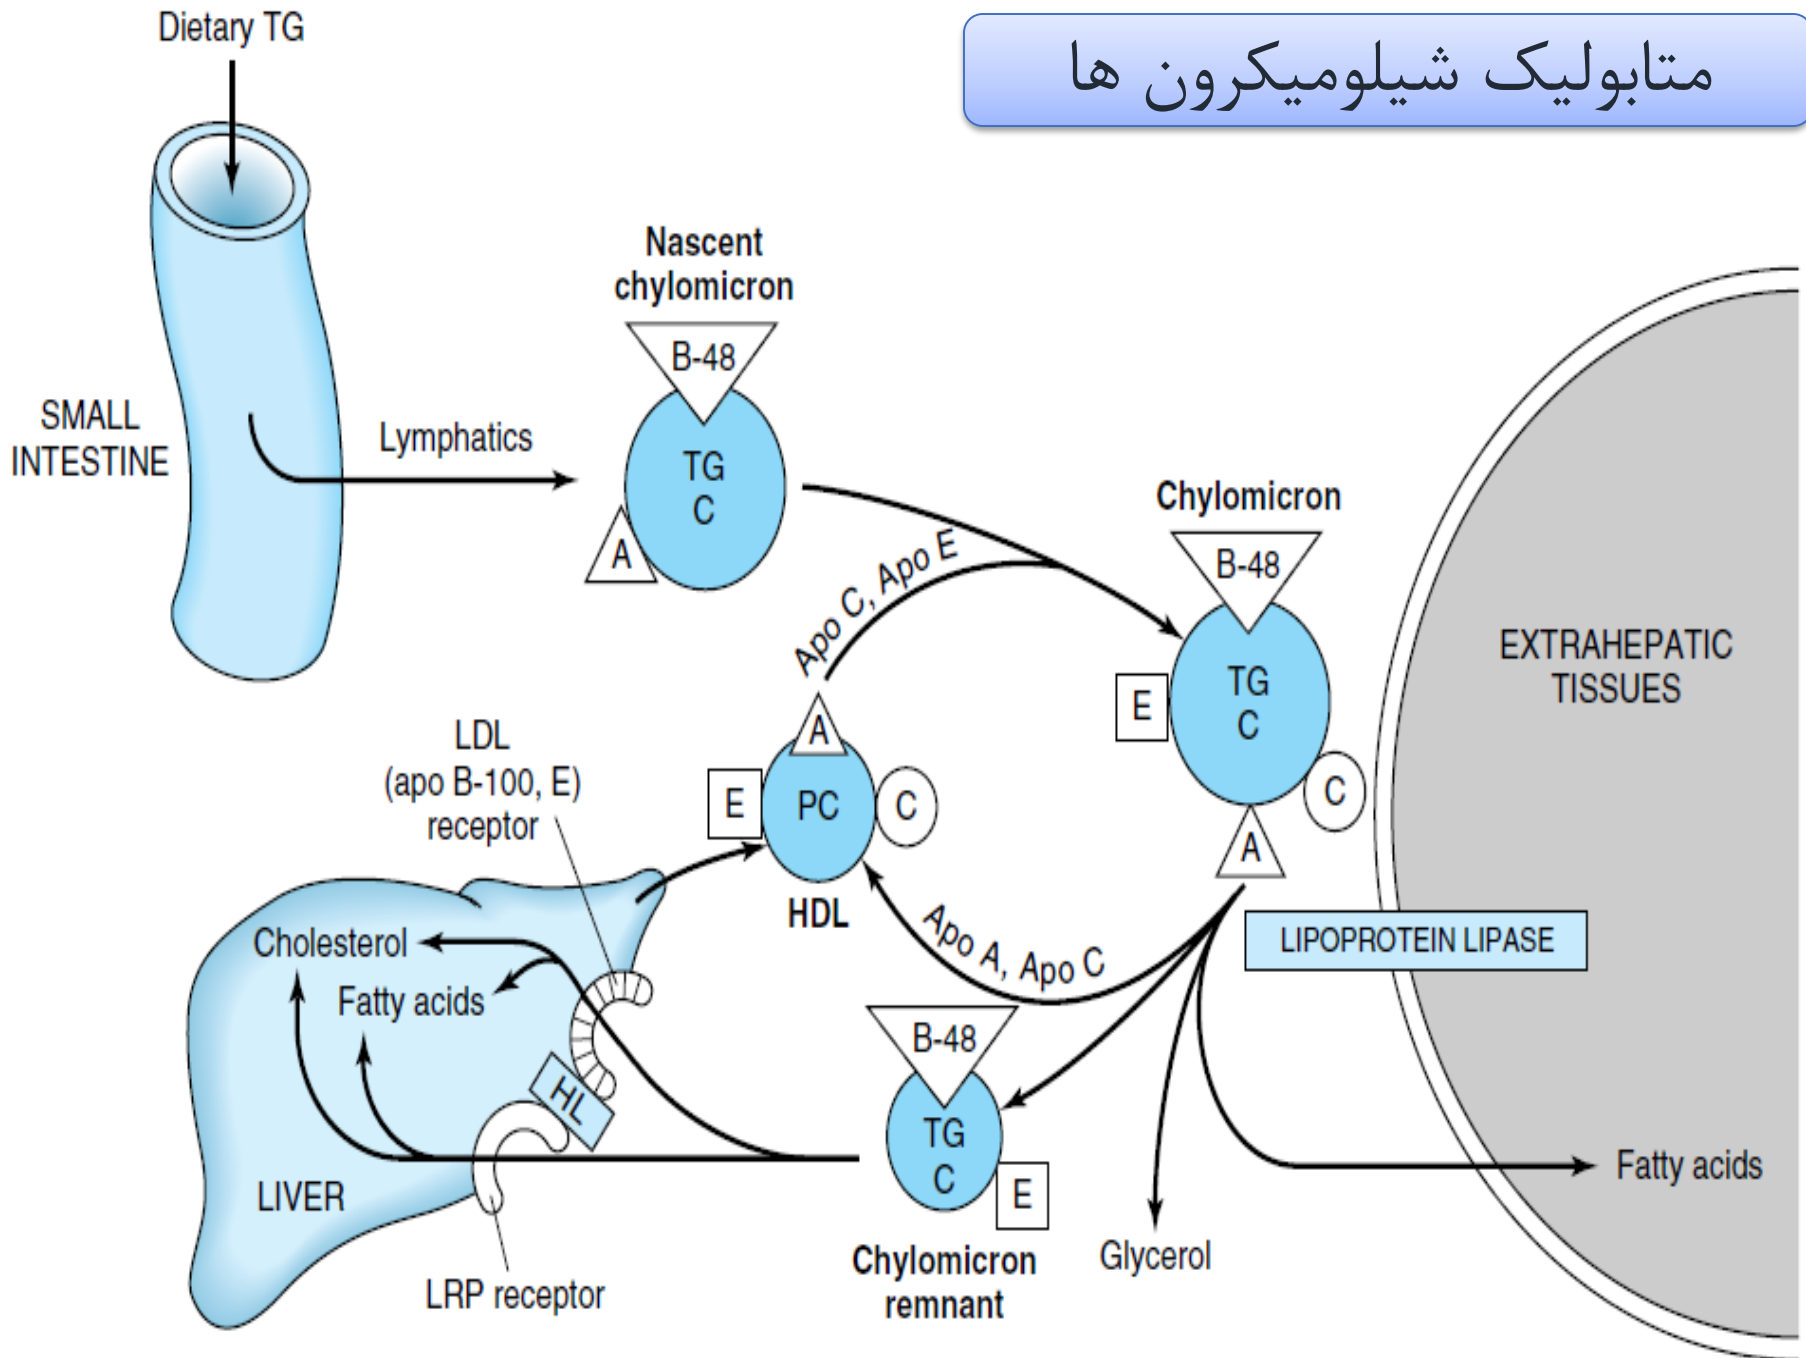 Dietary TG
متابولیک شیلومیکرون ها
Nascent
chylomicron
B-48
TG
C
A
SMALL
INTESTINE
Lymphatics
Chylomicron
B-48
TG
C
E
C
A
Apo C, Apo E
EXTRAHEPATIC
TISSUES
LDL
(apo B-100, E)
receptor
A
E
PC
C
HDL
Apo A, Apo C
LIPOPROTEIN LIPASE
Cholesterol
Fatty acids
HL
LIVER
LRP receptor
B-48
TG
C
E
Chylomicron
remnant
Glycerol
Fatty acids